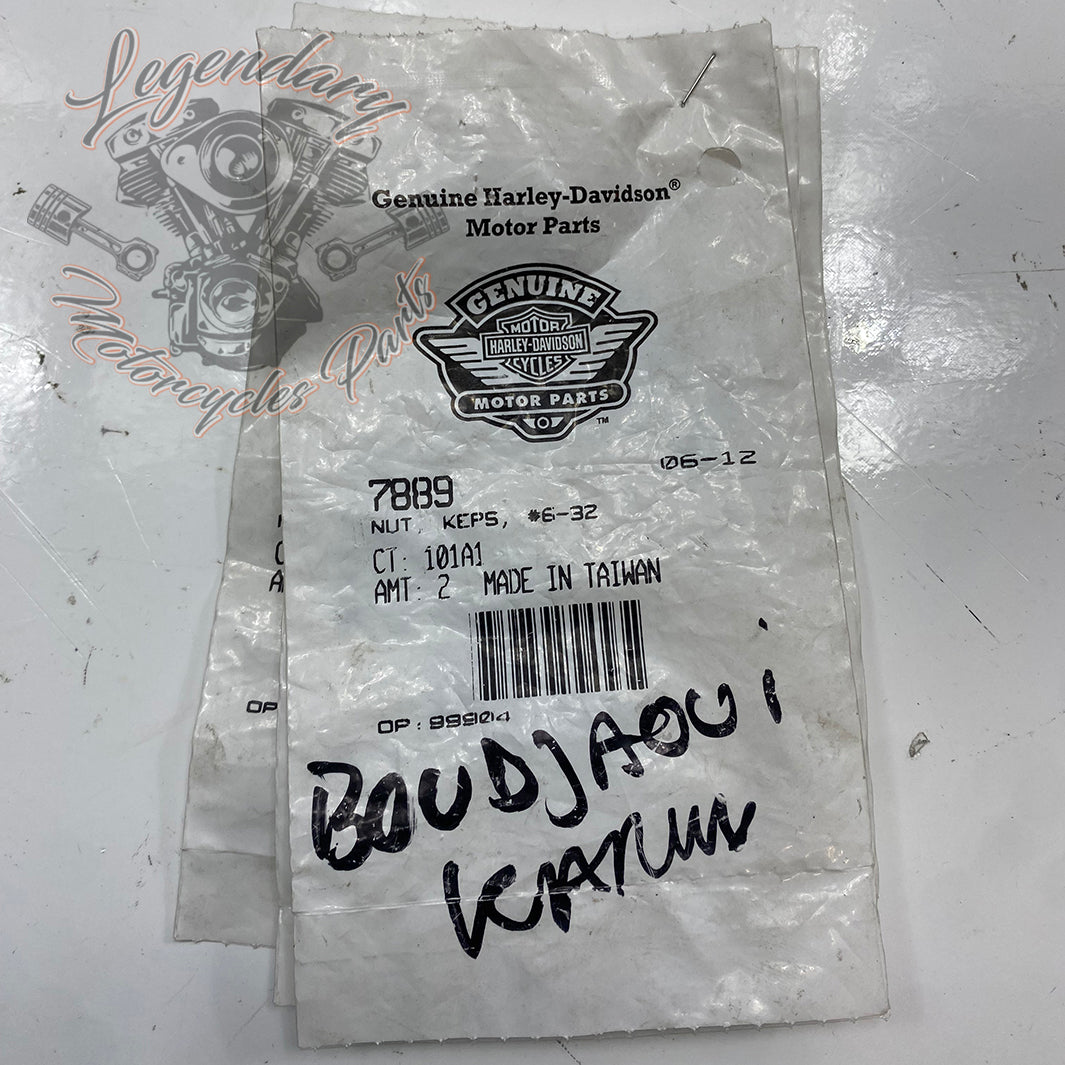 Legendary
Motorcycles Parts
Genuine Harley-Davidson®
Motor Parts
GENUINE
MOTOR
HARLEY-DAVIDSON
CYCLES
MOTOR PARTS
TM
06-12
7889
NUT, KEPS, #6-32
CT: 101A1
AMT: 2 MADE IN TAIWAN
OP: 99904
OP
BOUDJAOUi